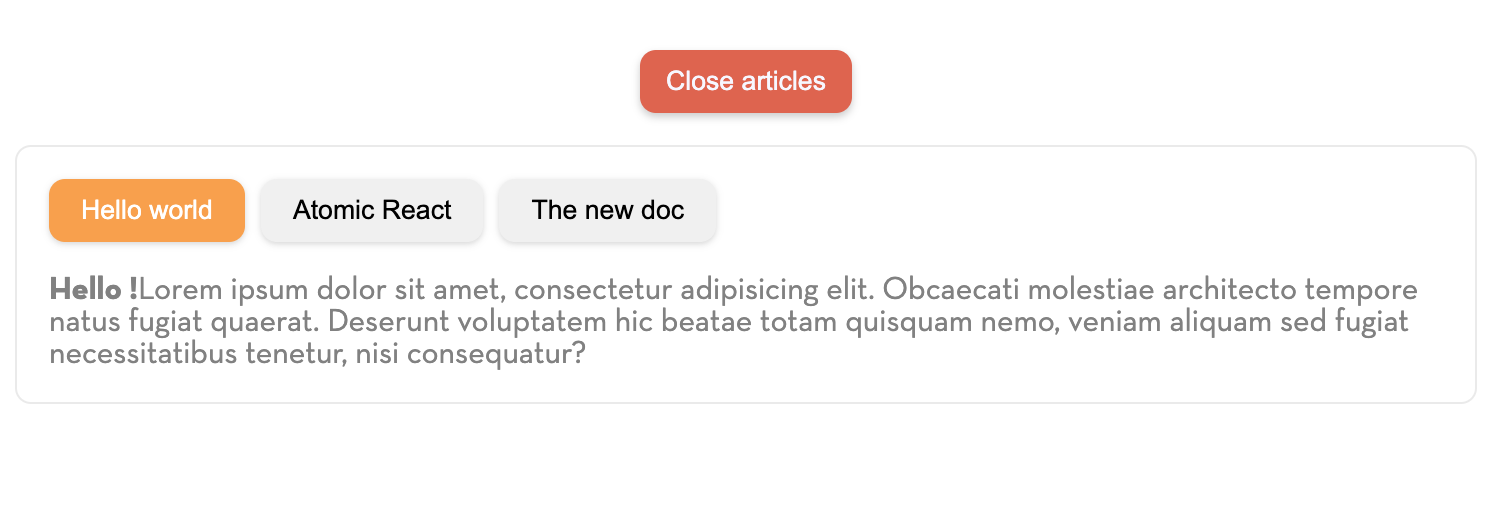 Close articles
Hello world
Atomic React
The new doc
Hello !Lorem ipsum dolor sit amet, consectetur adipisicing elit. Obcaecati molestiae architecto tempore
natus fugiat quaerat. Deserunt voluptatem hic beatae totam quisquam nemo, veniam aliquam sed fugiat
necessitatibus tenetur, nisi consequatur?